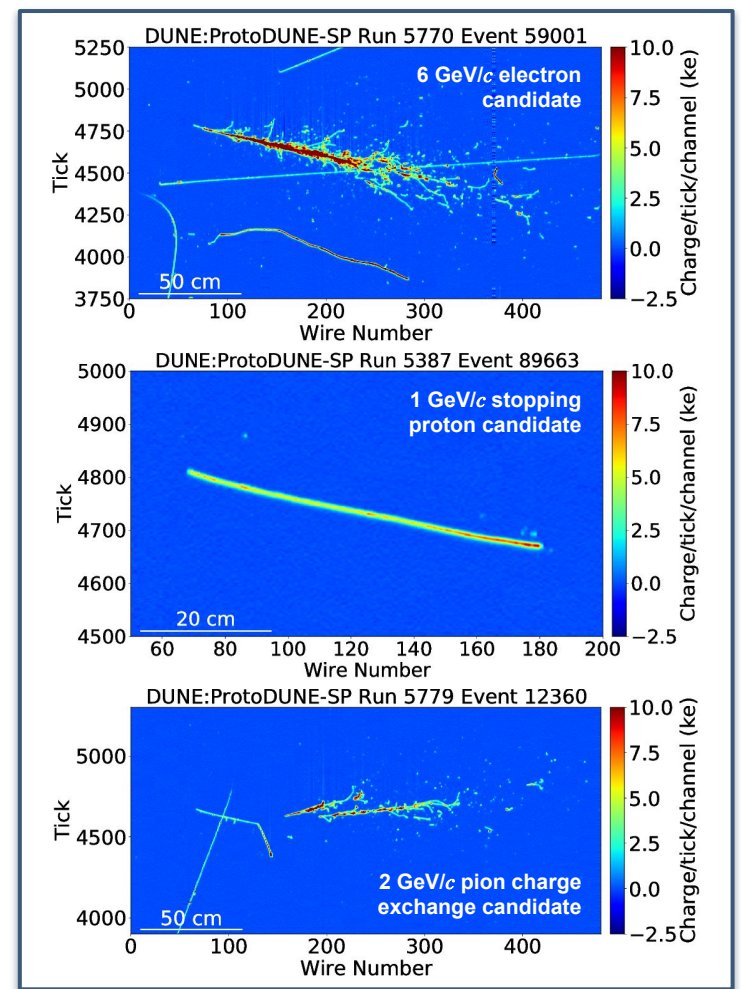 DUNE:ProtoDUNE-SP Run 5770 Event 59001
5250
5000
4750
4500
4250
4000
3750
Tick
6 GeV/c electron
candidate
50 cm
0 100 200 300 400
Wire Number
10.0
7.5
5.0
2.5
0.0
−2.5
Charge/tick/channel (ke)
DUNE:ProtoDUNE-SP Run 5387 Event 89663
5000
4900
4800
4700
4600
4500
Tick
1 GeV/c stopping
proton candidate
20 cm
60 80 100 120 140 160 180 200
Wire Number
10.0
7.5
5.0
2.5
0.0
−2.5
Charge/tick/channel (ke)
DUNE:ProtoDUNE-SP Run 5779 Event 12360
5000
4500
4000
Tick
2 GeV/c pion charge
exchange candidate
50 cm
0 100 200 300 400
Wire Number
10.0
7.5
5.0
2.5
0.0
−2.5
Charge/tick/channel (ke)